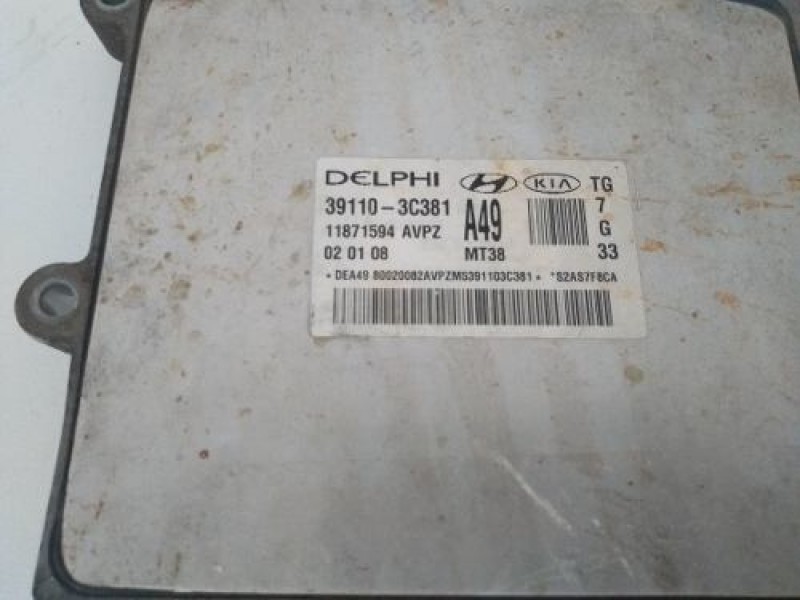 DELPHI KIA TG
39110-3C381 A49 7
11871594 AVPZ G
02 01 08 MT38 33
* DEA49 80020082AVPZMS391103C381 * *S2AS7F8CA